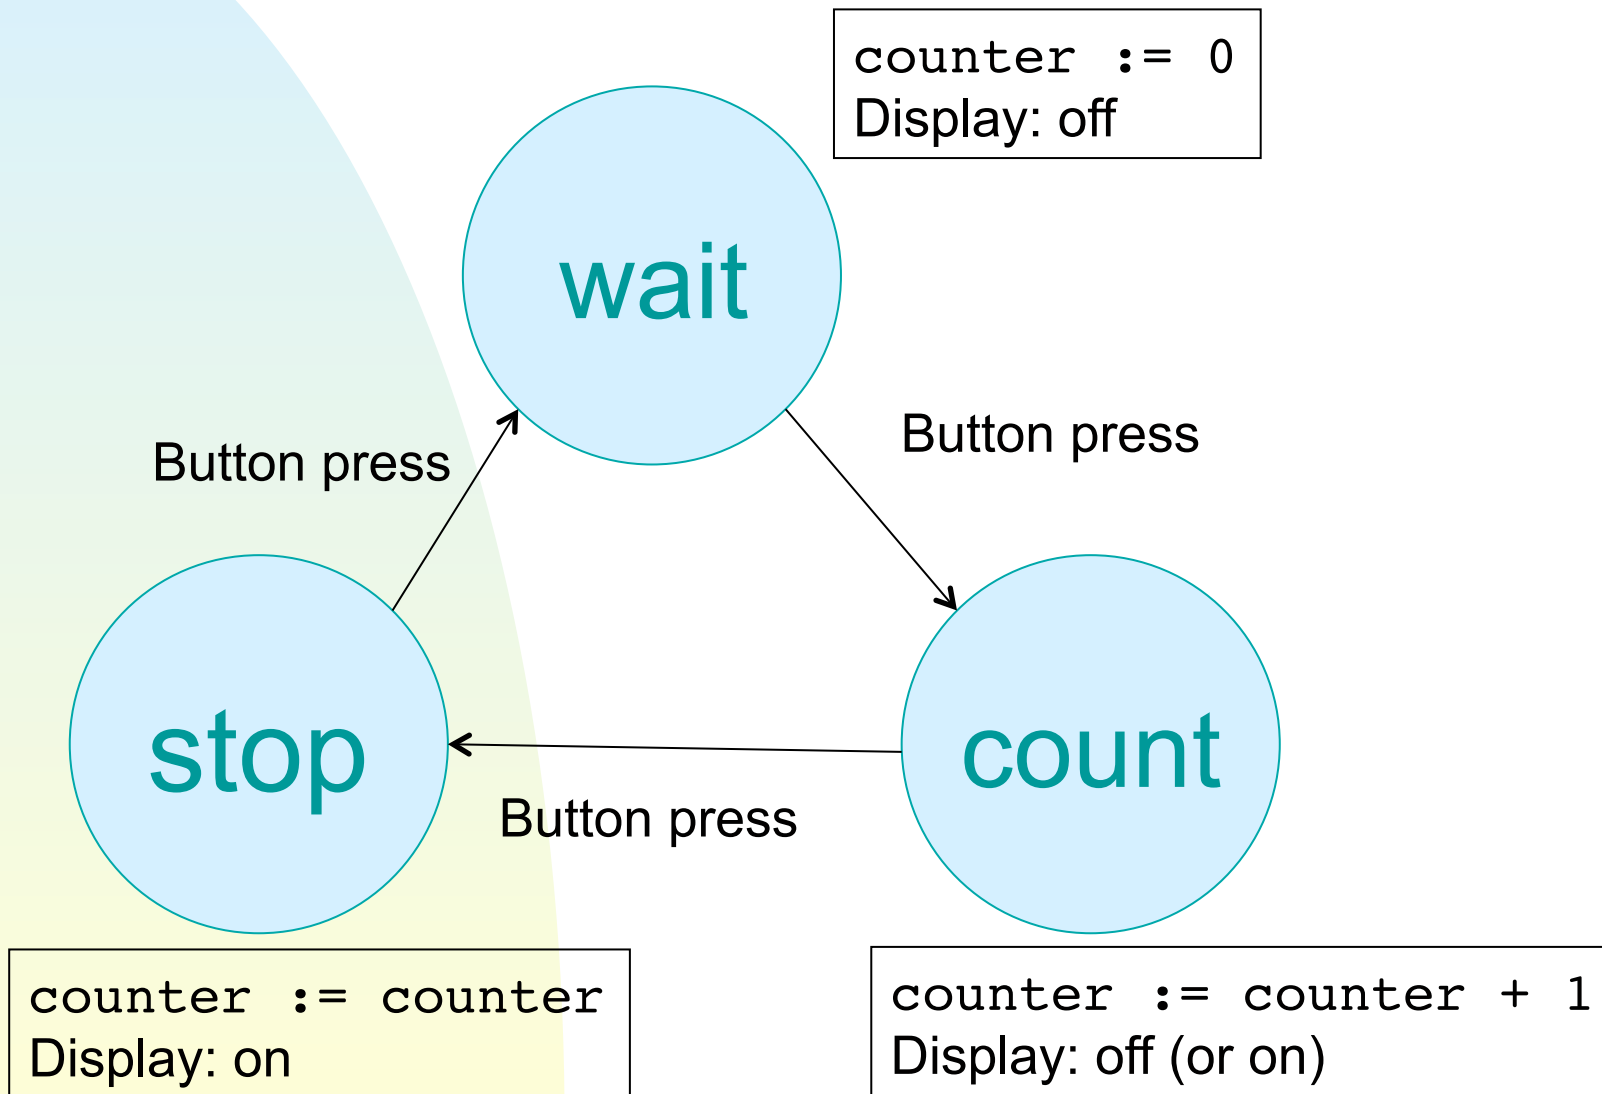 counter := 0
Display: off
wait
Button press
Button press
stop
count
Button press
counter := counter
Display: on
counter := counter + 1
Display: off (or on)